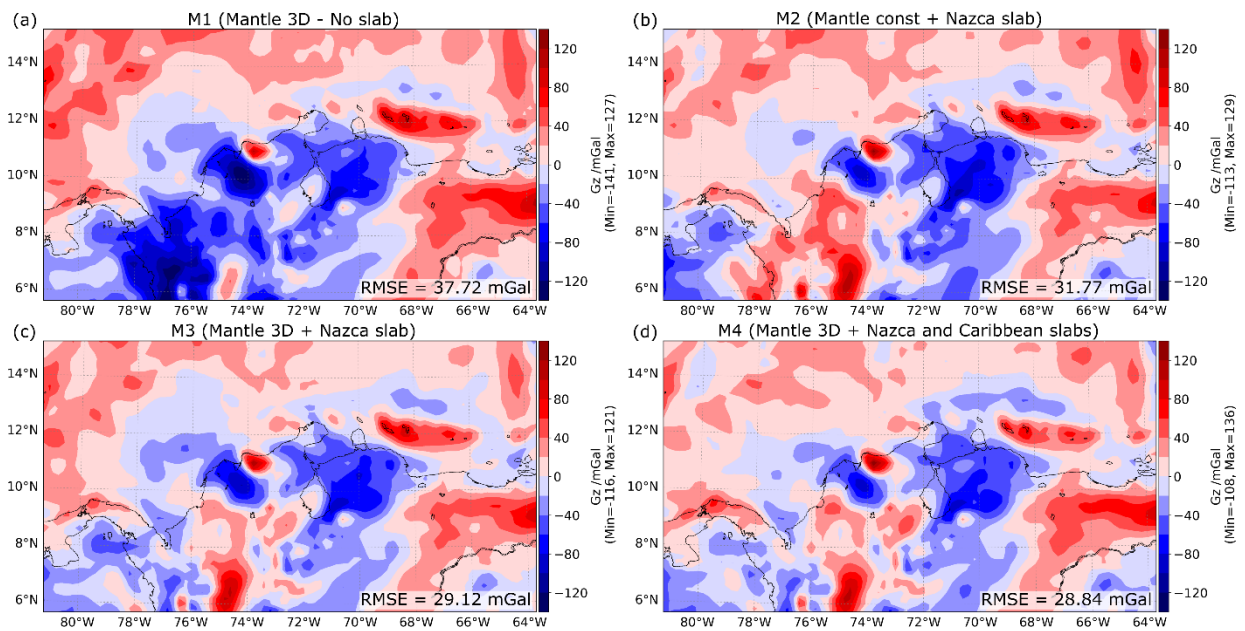 (a) M1 (Mantle 3D - No slab)
14°N
12°N
10°N
8°N
6°N
80°W 78°W 76°W 74°W 72°W 70°W 68°W 66°W 64°W
RMSE = 37.72 mGal
120
80
40
0
−40
−80
−120
Gz /mGal
(Min=-141, Max=127)
(b) M2 (Mantle const + Nazca slab)
14°N
12°N
10°N
8°N
6°N
80°W 78°W 76°W 74°W 72°W 70°W 68°W 66°W 64°W
RMSE = 31.77 mGal
120
80
40
0
−40
−80
−120
Gz /mGal
(Min=-113, Max=129)
(c) M3 (Mantle 3D + Nazca slab)
14°N
12°N
10°N
8°N
6°N
80°W 78°W 76°W 74°W 72°W 70°W 68°W 66°W 64°W
RMSE = 29.12 mGal
120
80
40
0
−40
−80
−120
Gz /mGal
(Min=-116, Max=121)
(d) M4 (Mantle 3D + Nazca and Caribbean slabs)
14°N
12°N
10°N
8°N
6°N
80°W 78°W 76°W 74°W 72°W 70°W 68°W 66°W 64°W
RMSE = 28.84 mGal
120
80
40
0
−40
−80
−120
Gz /mGal
(Min=-108, Max=136)